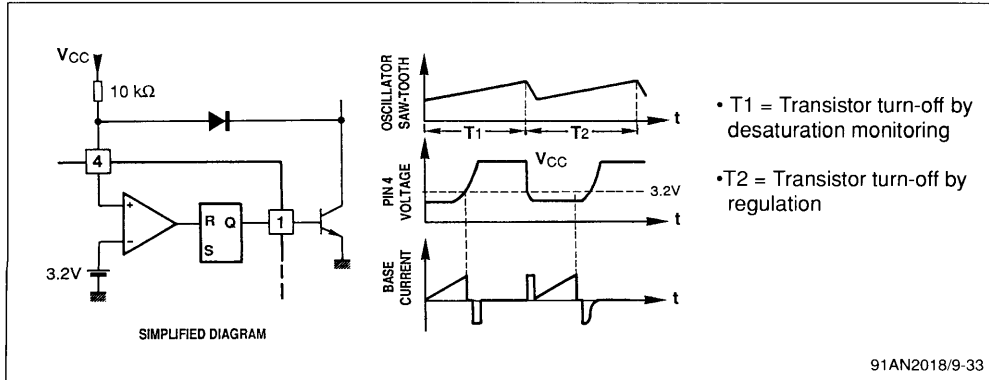 VCC
10 kΩ
4
+
−
3.2V
R Q
S
1
SIMPLIFIED DIAGRAM
OSCILLATOR
SAW-TOOTH
t
T1
T2
PIN 4
VOLTAGE
VCC
3.2V
t
BASE
CURRENT
t
• T1 = Transistor turn-off by
desaturation monitoring
•T2 = Transistor turn-off by
regulation
91AN2018/9-33